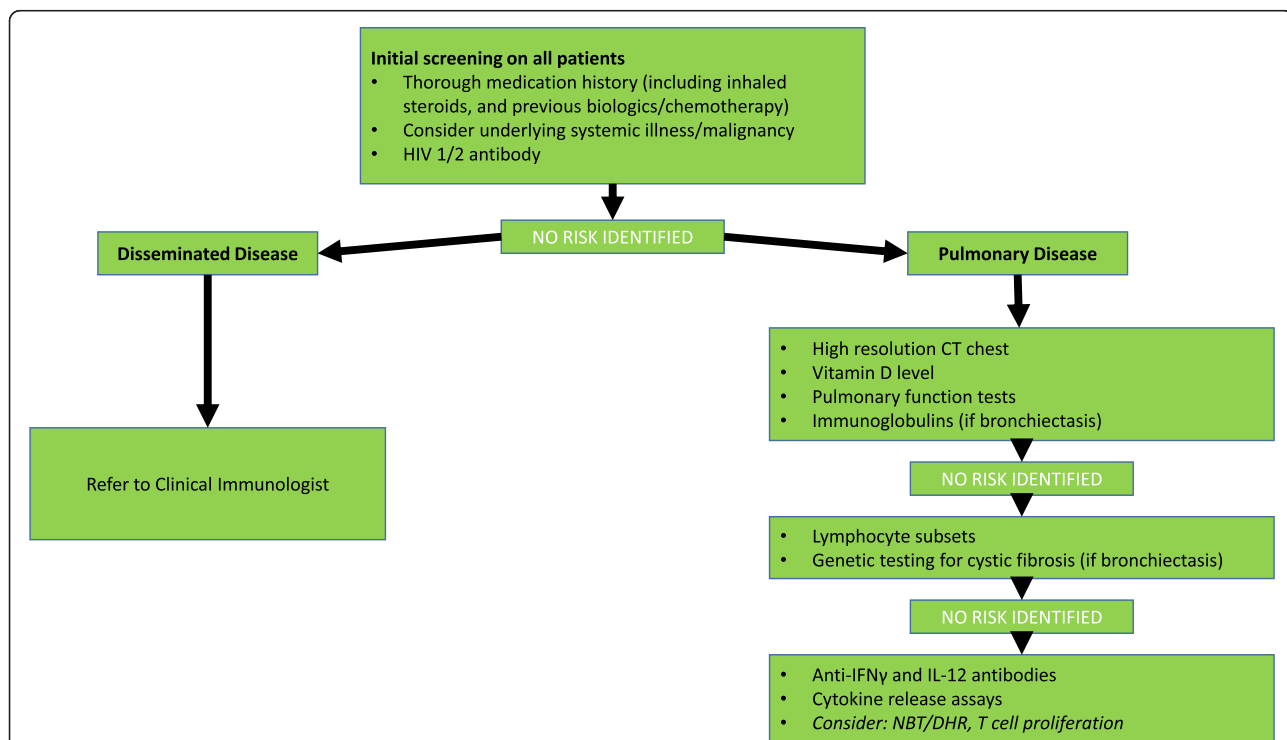 Initial screening on all patients
• Thorough medication history (including inhaled
steroids, and previous biologics/chemotherapy)
• Consider underlying systemic illness/malignancy
• HIV 1/2 antibody
NO RISK IDENTIFIED
Disseminated Disease
Pulmonary Disease
Refer to Clinical Immunologist
• High resolution CT chest
• Vitamin D level
• Pulmonary function tests
• Immunoglobulins (if bronchiectasis)
NO RISK IDENTIFIED
• Lymphocyte subsets
• Genetic testing for cystic fibrosis (if bronchiectasis)
NO RISK IDENTIFIED
• Anti-IFNγ and IL-12 antibodies
• Cytokine release assays
• Consider: NBT/DHR, T cell proliferation